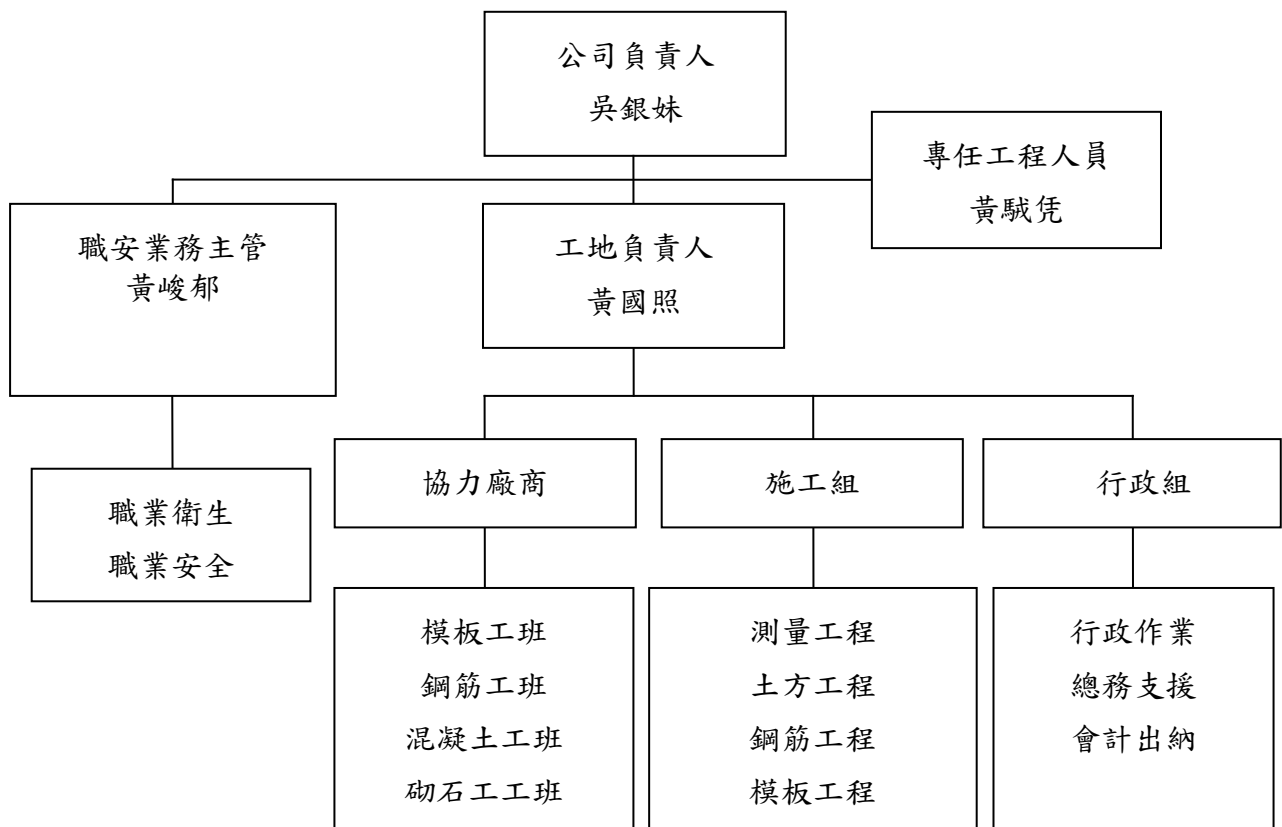 公司負責人
吳銀妹
專任工程人員
黃駥凭
職安業務主管
黃峻郁
工地負責人
黃國照
職業衛生
職業安全
協力廠商
施工組
行政組
模板工班
鋼筋工班
混凝土工班
砌石工工班
測量工程
土方工程
鋼筋工程
模板工程
行政作業
總務支援
會計出納